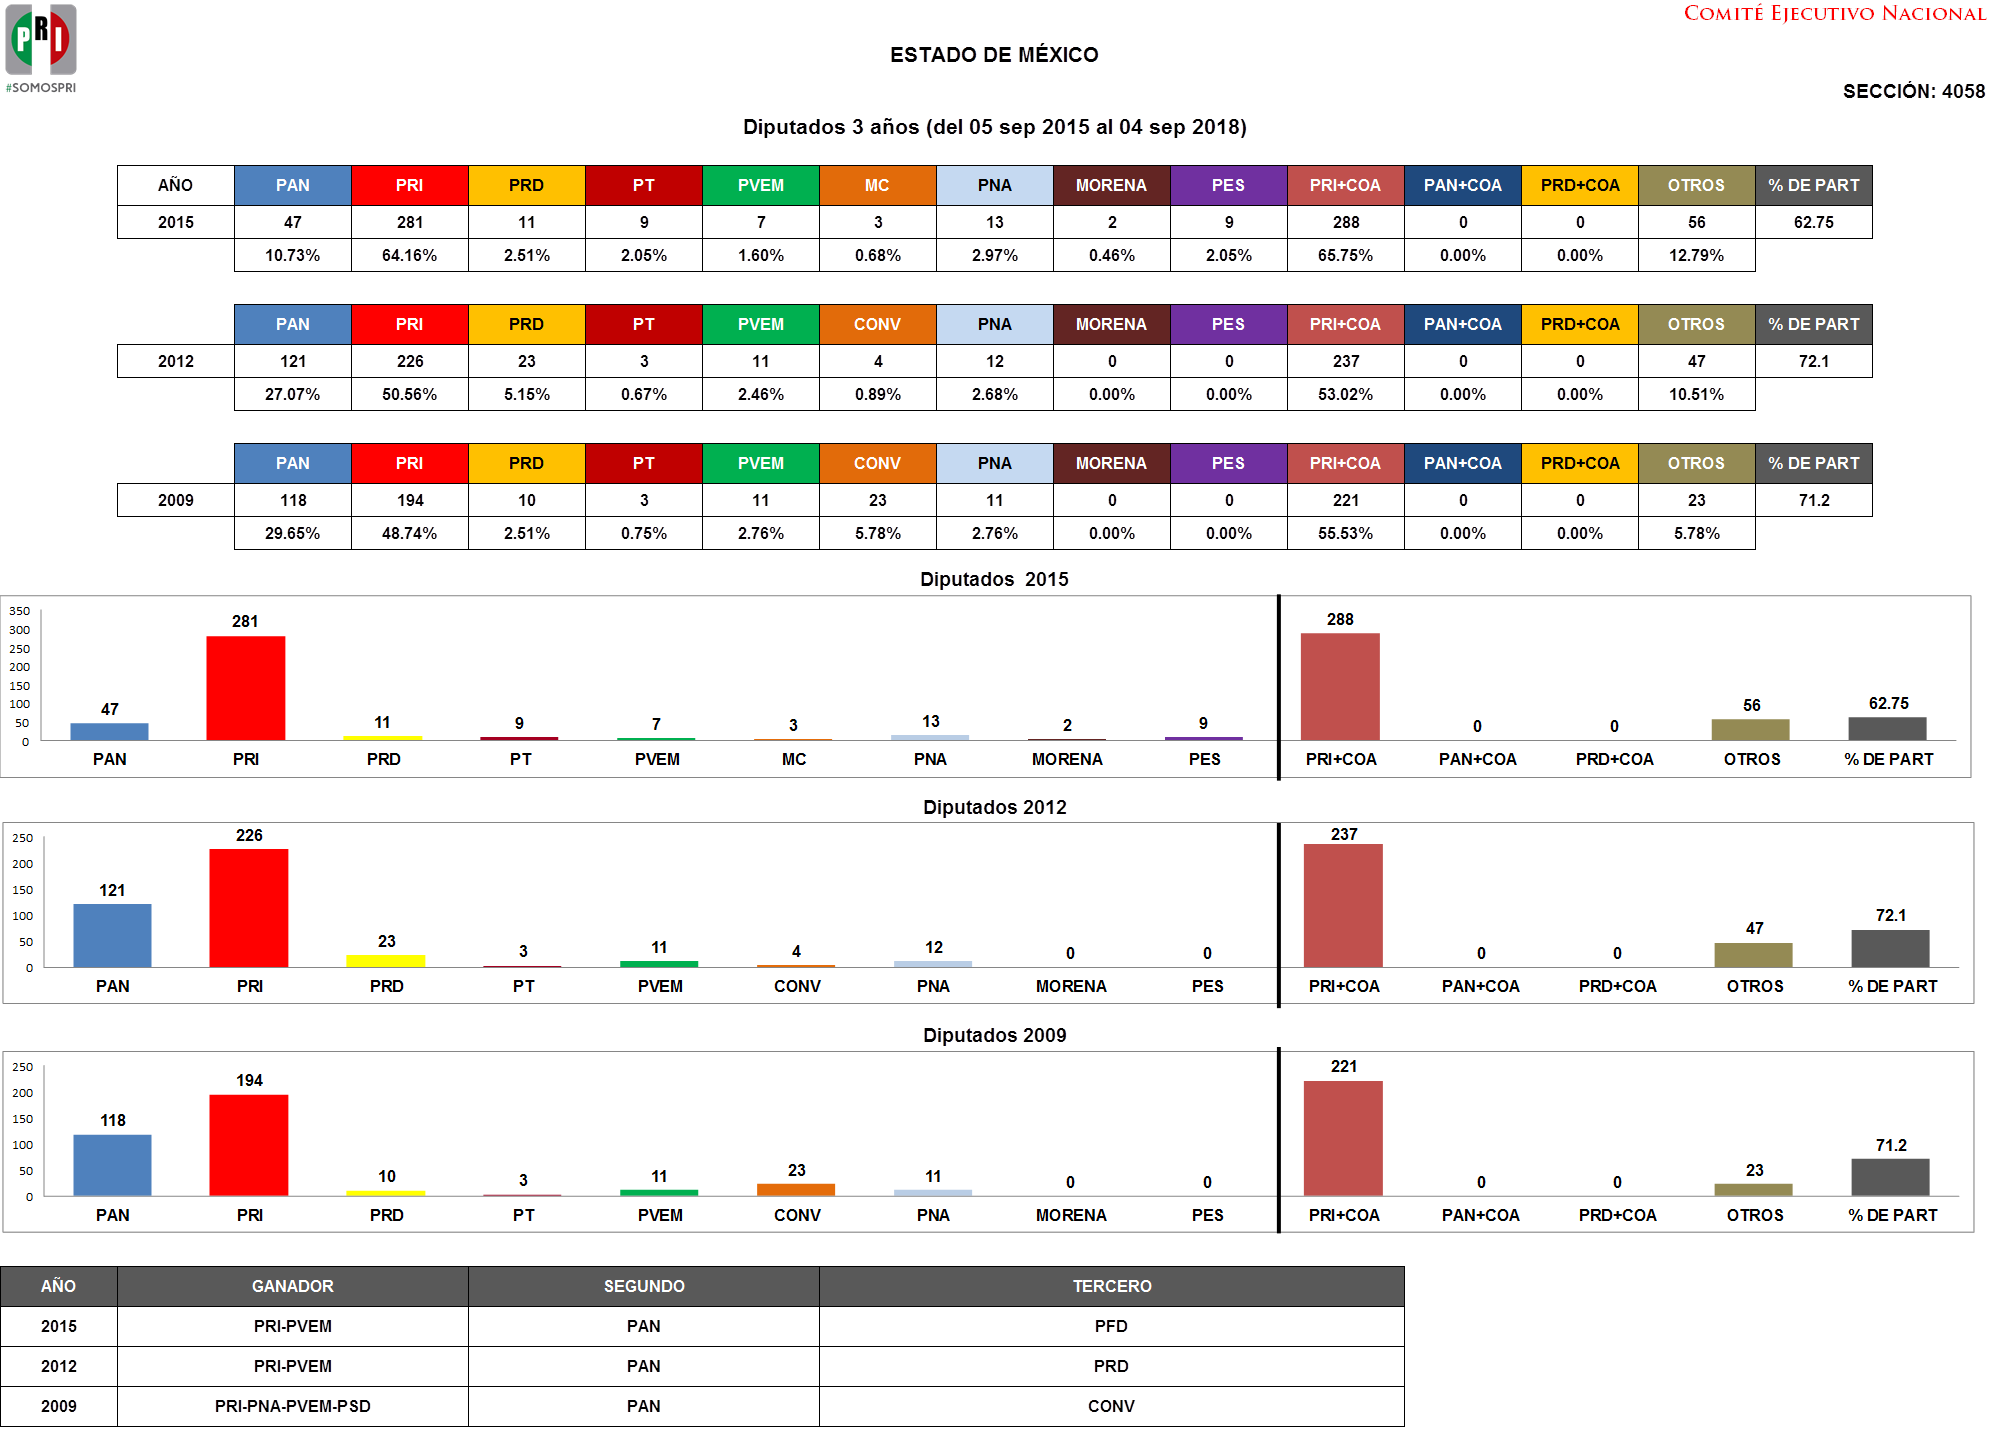 PRI
#SOMOSPRI
COMITÉ EJECUTIVO NACIONAL
ESTADO DE MÉXICO
SECCIÓN: 4058
Diputados 3 años (del 05 sep 2015 al 04 sep 2018)
AÑO PAN PRI PRD PT PVEM MC PNA MORENA PES PRI+COA PAN+COA PRD+COA OTROS % DE PART
2015 47 281 11 9 7 3 13 2 9 288 0 0 56 62.75
10.73% 64.16% 2.51% 2.05% 1.60% 0.68% 2.97% 0.46% 2.05% 65.75% 0.00% 0.00% 12.79%
PAN PRI PRD PT PVEM CONV PNA MORENA PES PRI+COA PAN+COA PRD+COA OTROS % DE PART
2012 121 226 23 3 11 4 12 0 0 237 0 0 47 72.1
27.07% 50.56% 5.15% 0.67% 2.46% 0.89% 2.68% 0.00% 0.00% 53.02% 0.00% 0.00% 10.51%
PAN PRI PRD PT PVEM CONV PNA MORENA PES PRI+COA PAN+COA PRD+COA OTROS % DE PART
2009 118 194 10 3 11 23 11 0 0 221 0 0 23 71.2
29.65% 48.74% 2.51% 0.75% 2.76% 5.78% 2.76% 0.00% 0.00% 55.53% 0.00% 0.00% 5.78%
Diputados 2015
350
300
250
200
150
100
50
0
47 281 11 9 7 3 13 2 9 288 0 0 56 62.75
PAN PRI PRD PT PVEM MC PNA MORENA PES PRI+COA PAN+COA PRD+COA OTROS % DE PART
Diputados 2012
250
200
150
100
50
0
121 226 23 3 11 4 12 0 0 237 0 0 47 72.1
PAN PRI PRD PT PVEM CONV PNA MORENA PES PRI+COA PAN+COA PRD+COA OTROS % DE PART
Diputados 2009
250
200
150
100
50
0
118 194 10 3 11 23 11 0 0 221 0 0 23 71.2
PAN PRI PRD PT PVEM CONV PNA MORENA PES PRI+COA PAN+COA PRD+COA OTROS % DE PART
AÑO GANADOR SEGUNDO TERCERO
2015 PRI-PVEM PAN PFD
2012 PRI-PVEM PAN PRD
2009 PRI-PNA-PVEM-PSD PAN CONV